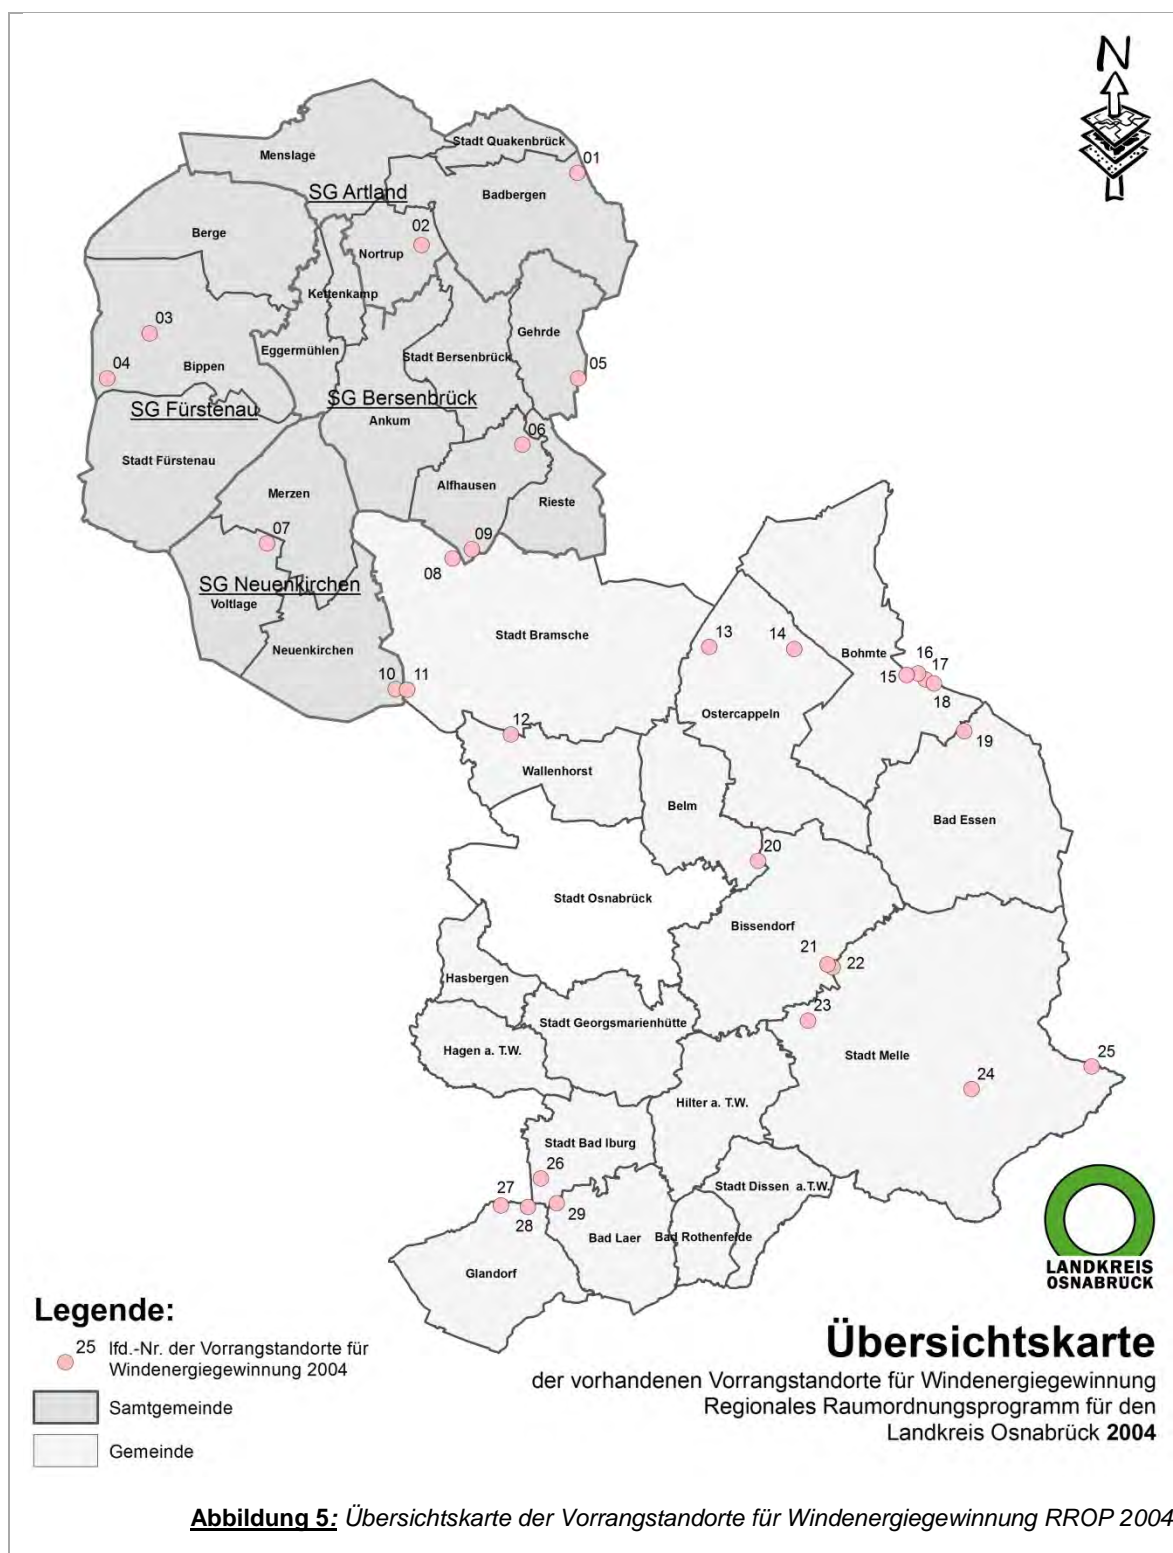 N
Stadt Quakenbrück
01
Menslage
SG Artland
Badbergen
Berge
02
Nortrup
Kettenkamp
03
Gehrde
Eggermühlen
Stadt Bersenbrück
04
Bippen
05
SG Fürstenau
SG Bersenbrück
Ankum
06
Stadt Fürstenau
Alfhausen
Merzen
Rieste
07
09
08
SG Neuenkirchen
Voltlage
Stadt Bramsche
13
14
Neuenkirchen
Bohmte
16
17
10
11
15
18
Ostercappeln
12
19
Wallenhorst
Belm
Bad Essen
20
Stadt Osnabrück
Bissendorf
21
22
Hasbergen
23
Stadt Georgsmarienhütte
Hagen a. T.W.
Stadt Melle
25
24
Hilter a. T.W.
Stadt Bad Iburg
26
Stadt Dissen a.T.W.
27
28
29
Bad Laer
Bad Rothenfelde
Glandorf
LANDKREIS
OSNABRÜCK
Legende:
25 lfd.-Nr. der Vorrangstandorte für
Windenergiegewinnung 2004
Samtgemeinde
Gemeinde
Übersichtskarte
der vorhandenen Vorrangstandorte für Windenergiegewinnung
Regionales Raumordnungsprogramm für den
Landkreis Osnabrück 2004
Abbildung 5: Übersichtskarte der Vorrangstandorte für Windenergiegewinnung RROP 2004